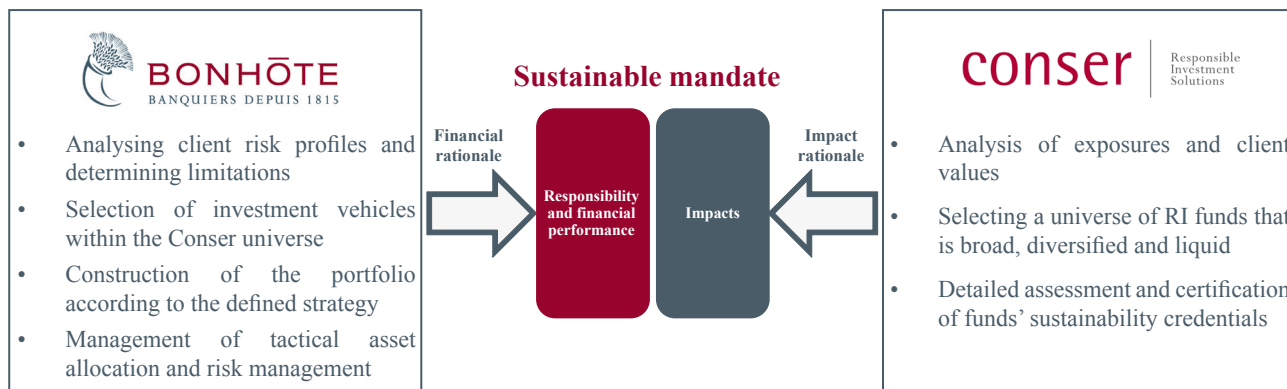 BONHŌTE
BANQUIERS DEPUIS 1815
• Analysing client risk profiles and
determining limitations
• Selection of investment vehicles
within the Conser universe
• Construction of the portfolio
according to the defined strategy
• Management of tactical asset
allocation and risk management
Sustainable mandate
Financial
rationale
Responsibility
and financial
performance
Impacts
Impact
rationale
conser
Responsible
Investment
Solutions
• Analysis of exposures and client
values
• Selecting a universe of RI funds that
is broad, diversified and liquid
• Detailed assessment and certification
of funds’ sustainability credentials